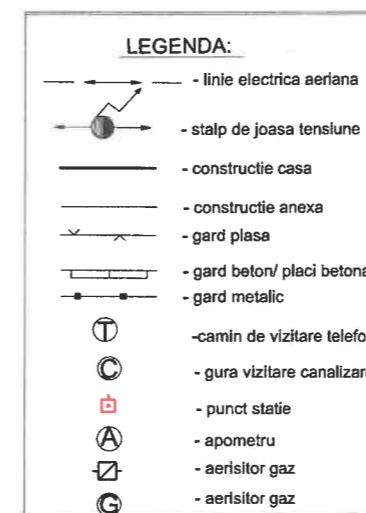 LEGENDA:
- linie electrica aeriana
- stalp de joasa tensiune
- constructie casa
- constructie anexa
- gard plasa
- gard beton/ placi betona
- gard metalic
T -camin de vizitare telefo
C - gura vizitare canalizare
- punct statie
A - apometru
- aerisitor gaz
G - aerisitor gaz